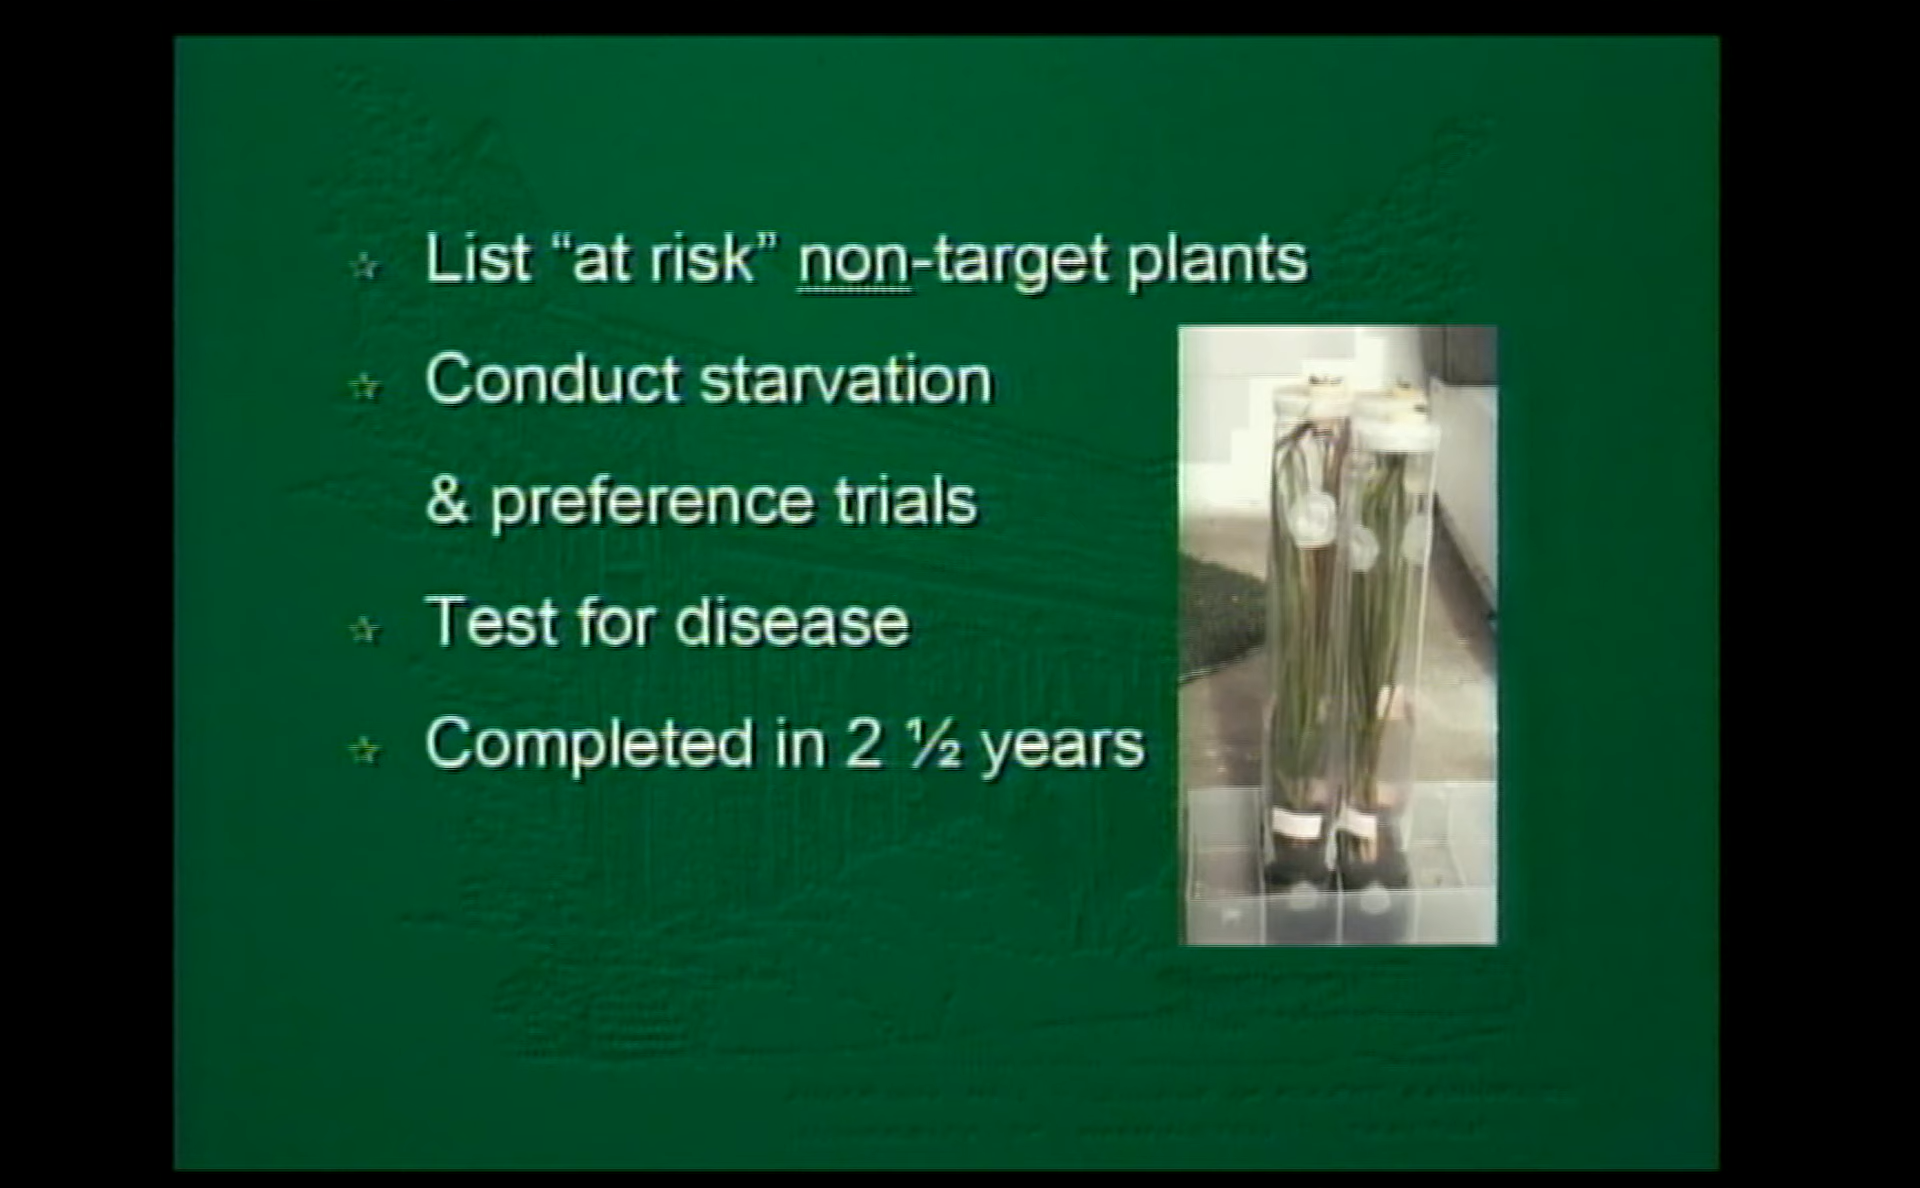 List “at risk” non-target plants
Conduct starvation
& preference trials
Test for disease
Completed in 2 ½ years